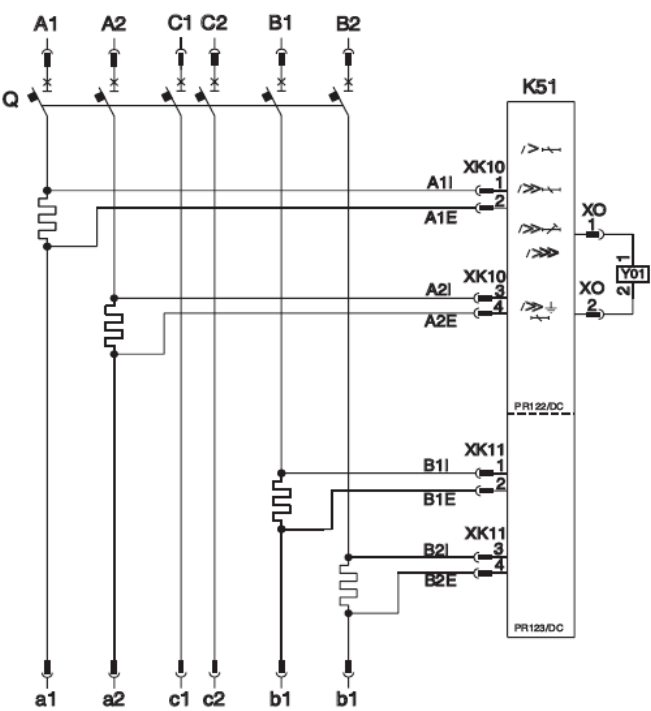 A1 A2 C1 C2 B1 B2
Q
K51
XK10
A1I 1
2
A1E
XO
1
1
Y01
2
XO
2
XK10
A2I 3
4
A2E
PR122/DC
XK11
B1I 1
2
B1E
XK11
B2I 3
4
B2E
PR123/DC
a1 a2 c1 c2 b1 b1